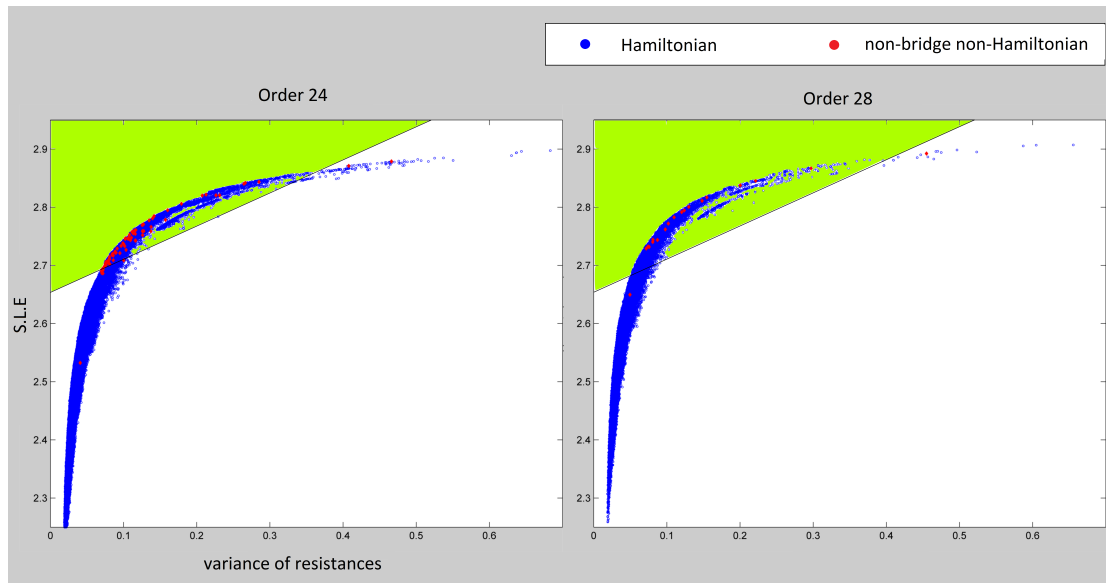 Hamiltonian
non-bridge non-Hamiltonian
Order 24
Order 28
S.L.E
2.9
2.8
2.7
2.6
2.5
2.4
2.3
0 0.1 0.2 0.3 0.4 0.5 0.6
2.9
2.8
2.7
2.6
2.5
2.4
2.3
0 0.1 0.2 0.3 0.4 0.5 0.6
variance of resistances